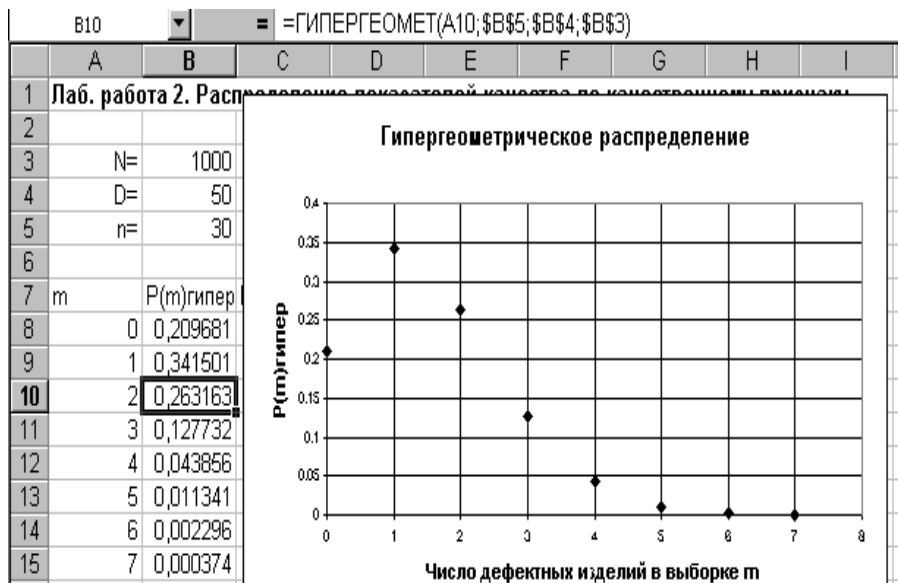 B10 = =ГИПЕРГЕОМЕТ(A10;$B$5;$B$4;$B$3)
A B C D E F G H I
1 Лаб. работа 2.
2
3 N= 1000
4 D= 50
5 n= 30
6
7 m P(m)гипер
8 0 0,209681
9 1 0,341501
10 2 0,263163
11 3 0,127732
12 4 0,043856
13 5 0,011341
14 6 0,002296
15 7 0,000374
Гипергеометрическое распределение
P(m)гипер
0.4
0.35
0.3
0.25
0.2
0.15
0.1
0.05
0
0 1 2 3 4 5 6 7 8
Число дефектных изделий в выборке m